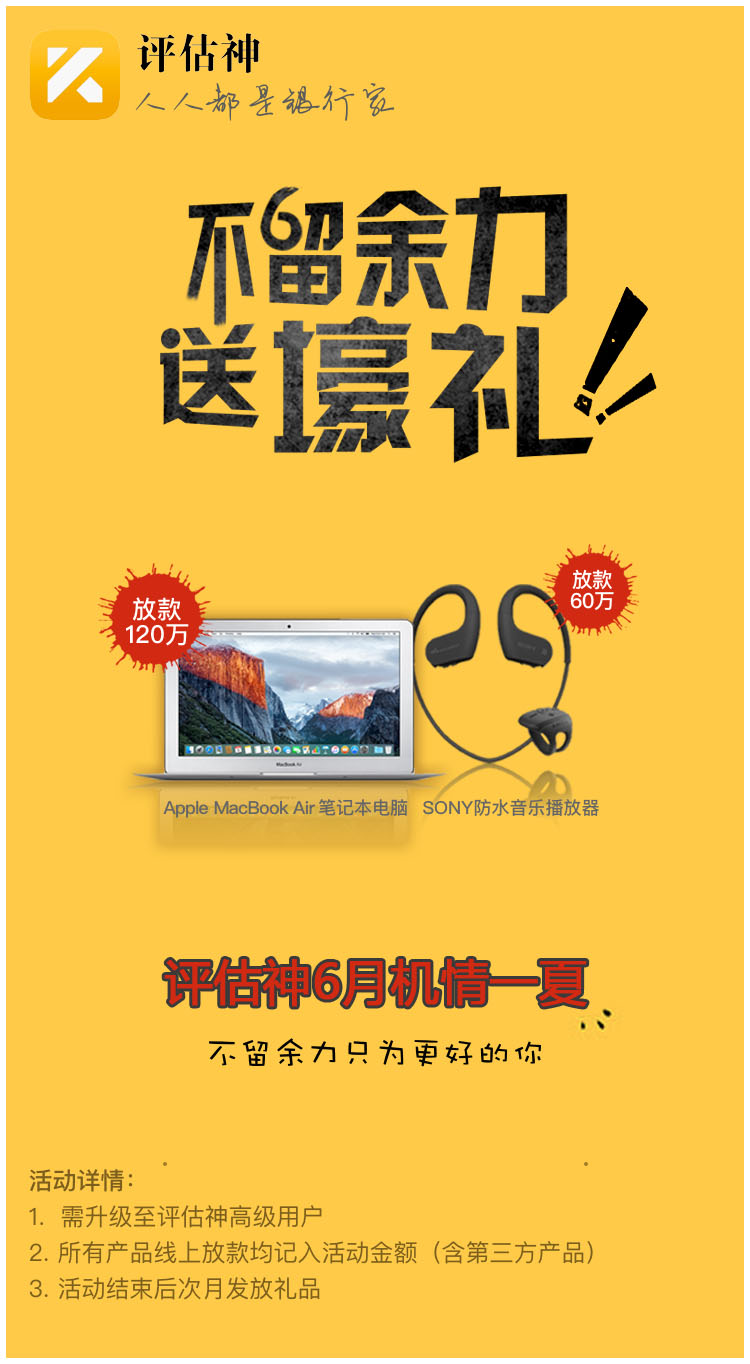 评估神
人人都是银行家
不留余力
送壕礼!!
放款
120万
放款
60万
MacBook Air
Apple MacBook Air 笔记本电脑 SONY防水音乐播放器
评估神6月机情一夏
不留余力只为更好的你
活动详情：
1. 需升级至评估神高级用户
2. 所有产品线上放款均记入活动金额（含第三方产品）
3. 活动结束后次月发放礼品